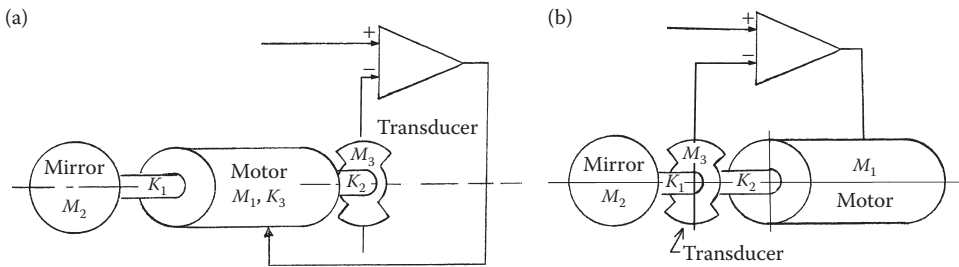 (a)
+
−
Transducer
Mirror
M2
K1
Motor
M1, K3
M3
K2
(b)
+
−
Mirror
M2
K1
M3
K2
M1
Motor
Transducer